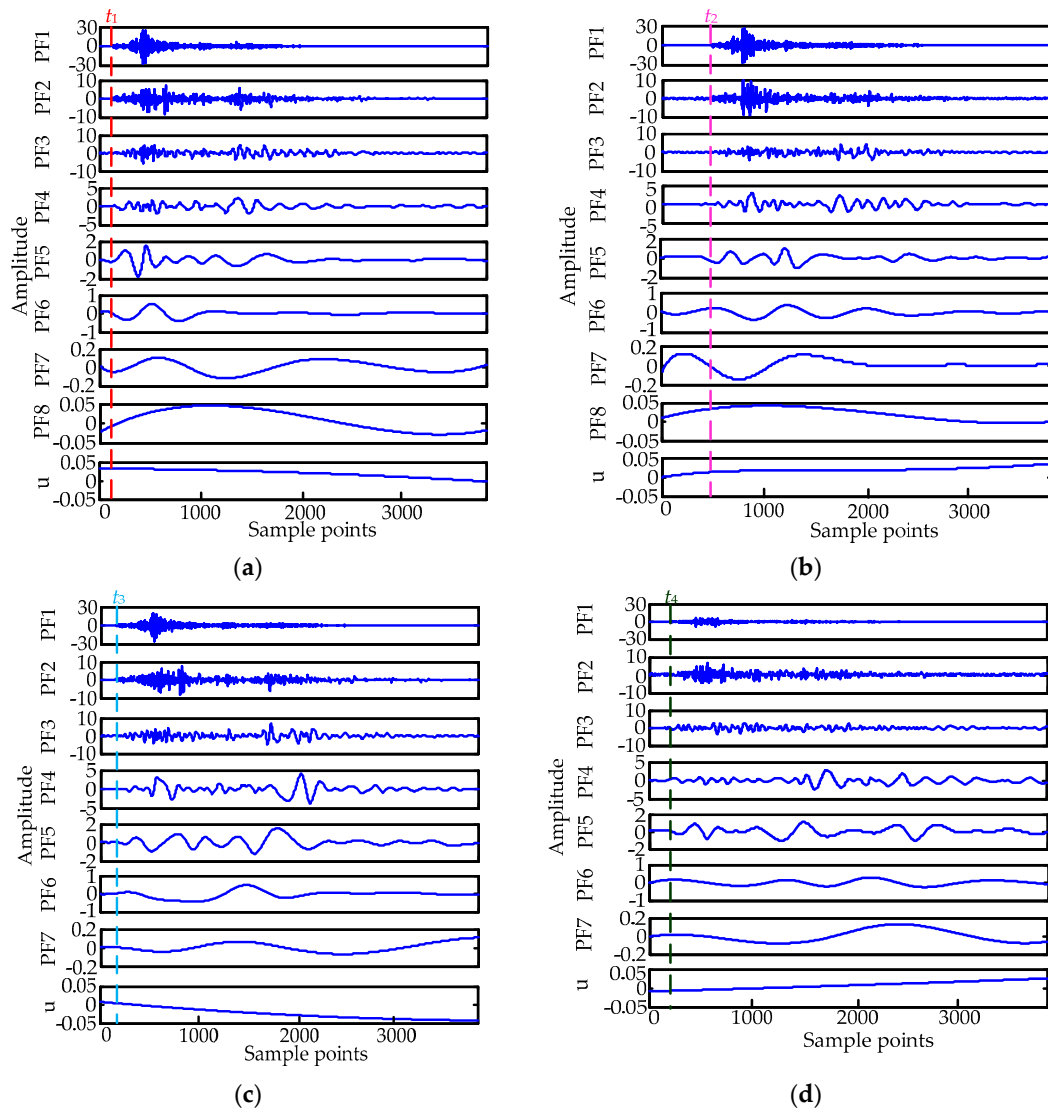 t1
PF1 30 0 -30
PF2 10 0 -10
PF3 10 0 -10
PF4 5 0 -5
PF5 2 0 -2
PF6 1 0 -1
PF7 0.2 0 -0.2
PF8 0.05 0 -0.05
u 0.05 0 -0.05
Amplitude
0 1000 2000 3000
Sample points
(a)
t2
PF1 30 0 -30
PF2 10 0 -10
PF3 10 0 -10
PF4 5 0 -5
PF5 2 0 -2
PF6 1 0 -1
PF7 0.2 0 -0.2
PF8 0.05 0 -0.05
u 0.05 0 -0.05
Amplitude
0 1000 2000 3000
Sample points
(b)
t3
PF1 30 0 -30
PF2 10 0 -10
PF3 10 0 -10
PF4 5 0 -5
PF5 2 0 -2
PF6 1 0 -1
PF7 0.2 0 -0.2
u 0.05 0 -0.05
Amplitude
0 1000 2000 3000
Sample points
(c)
t4
PF1 30 0 -30
PF2 10 0 -10
PF3 10 0 -10
PF4 5 0 -5
PF5 2 0 -2
PF6 1 0 -1
PF7 0.2 0 -0.2
u 0.05 0 -0.05
Amplitude
0 1000 2000 3000
Sample points
(d)